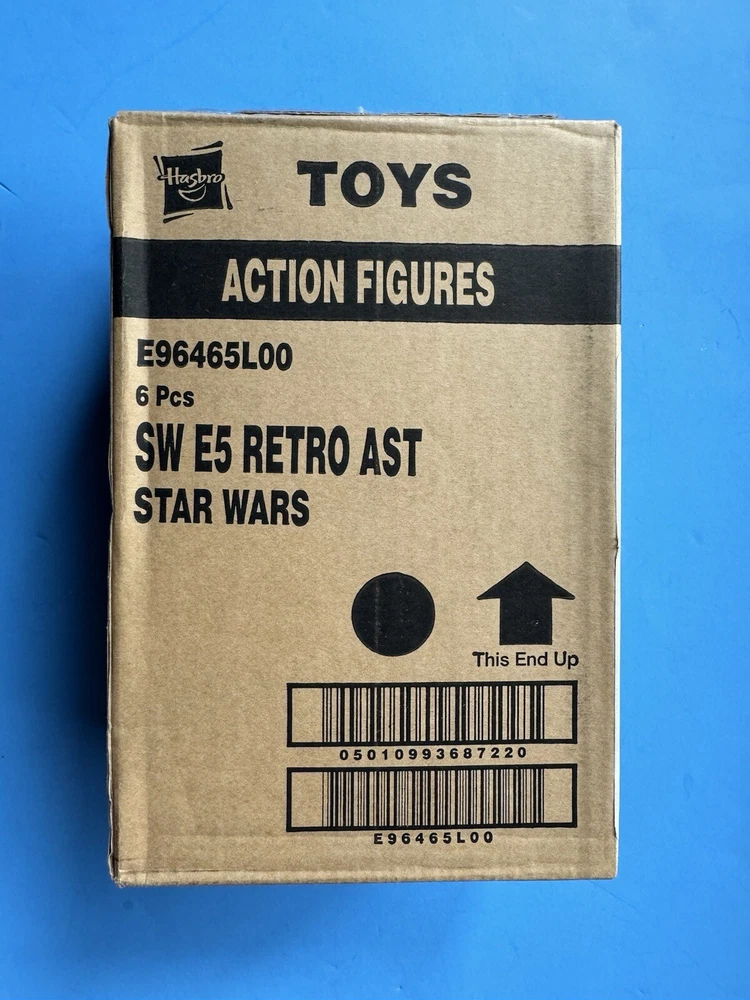 Hasbro
TOYS
ACTION FIGURES
E96465L00
6 Pcs
SW E5 RETRO AST
STAR WARS
This End Up
05010993687220
E96465L00